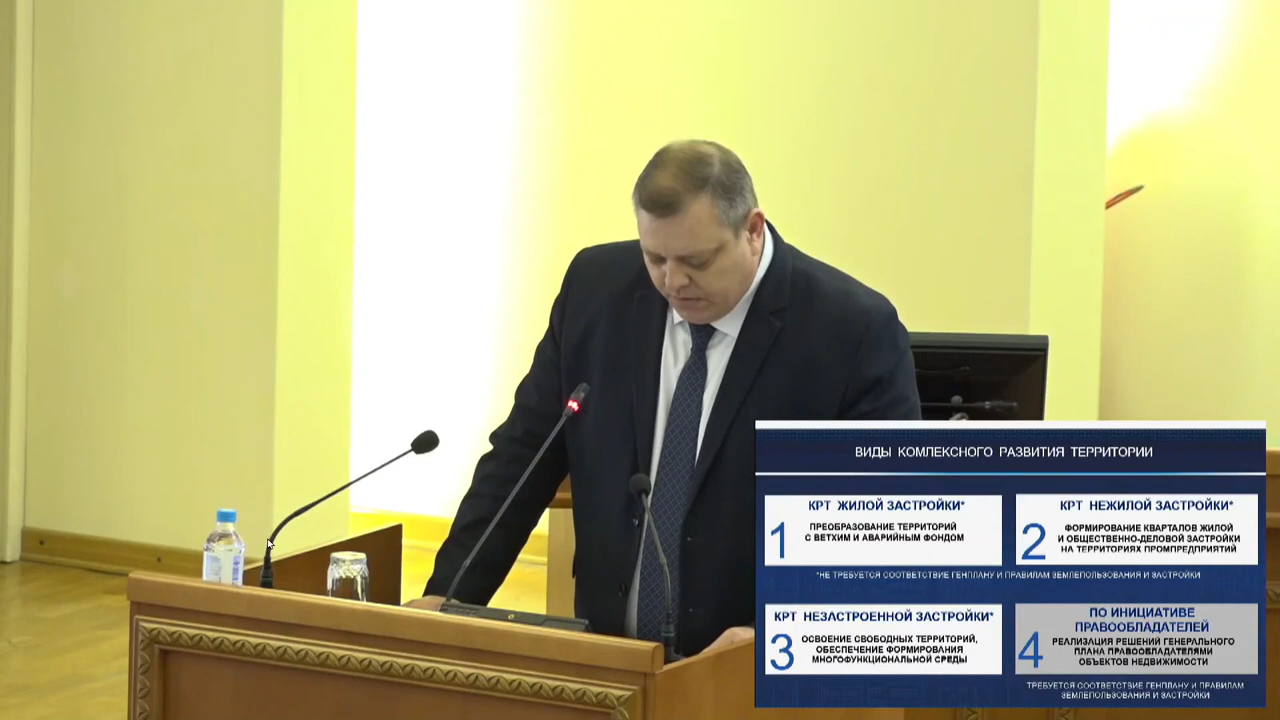 ВИДЫ КОМЛЕКСНОГО РАЗВИТИЯ ТЕРРИТОРИИ
КРТ ЖИЛОЙ ЗАСТРОЙКИ*
1
ПРЕОБРАЗОВАНИЕ ТЕРРИТОРИЙ
С ВЕТХИМ И АВАРИЙНЫМ ФОНДОМ
КРТ НЕЖИЛОЙ ЗАСТРОЙКИ*
2
ФОРМИРОВАНИЕ КВАРТАЛОВ ЖИЛОЙ
И ОБЩЕСТВЕННО-ДЕЛОВОЙ ЗАСТРОЙКИ
НА ТЕРРИТОРИЯХ ПРОМПРЕДПРИЯТИЙ
*НЕ ТРЕБУЕТСЯ СООТВЕТСТВИЕ ГЕНПЛАНУ И ПРАВИЛАМ ЗЕМЛЕПОЛЬЗОВАНИЯ И ЗАСТРОЙКИ
КРТ НЕЗАСТРОЕННОЙ ЗАСТРОЙКИ*
3
ОСВОЕНИЕ СВОБОДНЫХ ТЕРРИТОРИЙ,
ОБЕСПЕЧЕНИЕ ФОРМИРОВАНИЯ
МНОГОФУНКЦИОНАЛЬНОЙ СРЕДЫ
ПО ИНИЦИАТИВЕ
ПРАВООБЛАДАТЕЛЕЙ
4
РЕАЛИЗАЦИЯ РЕШЕНИЙ ГЕНЕРАЛЬНОГО
ПЛАНА ПРАВООБЛАДАТЕЛЯМИ
ОБЪЕКТОВ НЕДВИЖИМОСТИ
ТРЕБУЕТСЯ СООТВЕТСТВИЕ ГЕНПЛАНУ И ПРАВИЛАМ
ЗЕМЛЕПОЛЬЗОВАНИЯ И ЗАСТРОЙКИ